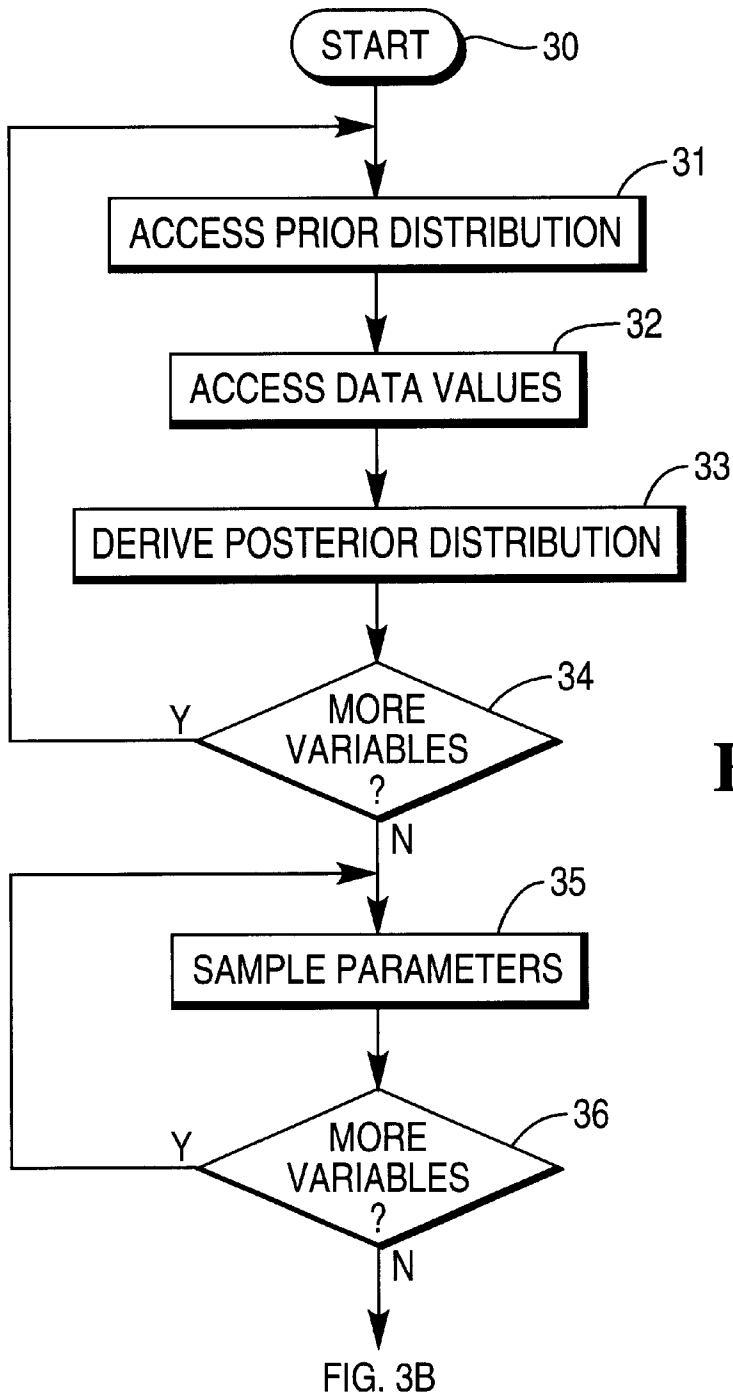 START
30
31
ACCESS PRIOR DISTRIBUTION
32
ACCESS DATA VALUES
33
DERIVE POSTERIOR DISTRIBUTION
34
Y
MORE
VARIABLES
?
N
35
SAMPLE PARAMETERS
36
Y
MORE
VARIABLES
?
N
FIG. 3B